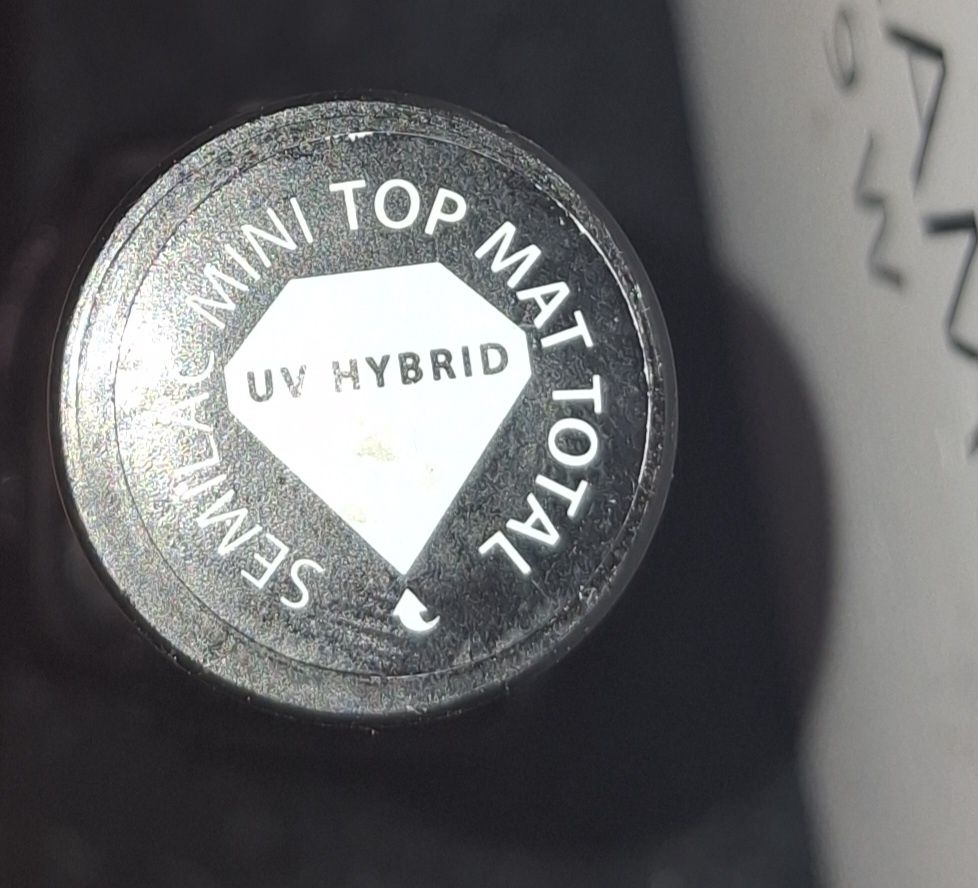 SEMILAC MINI TOP MAT TOTAL
UV HYBRID